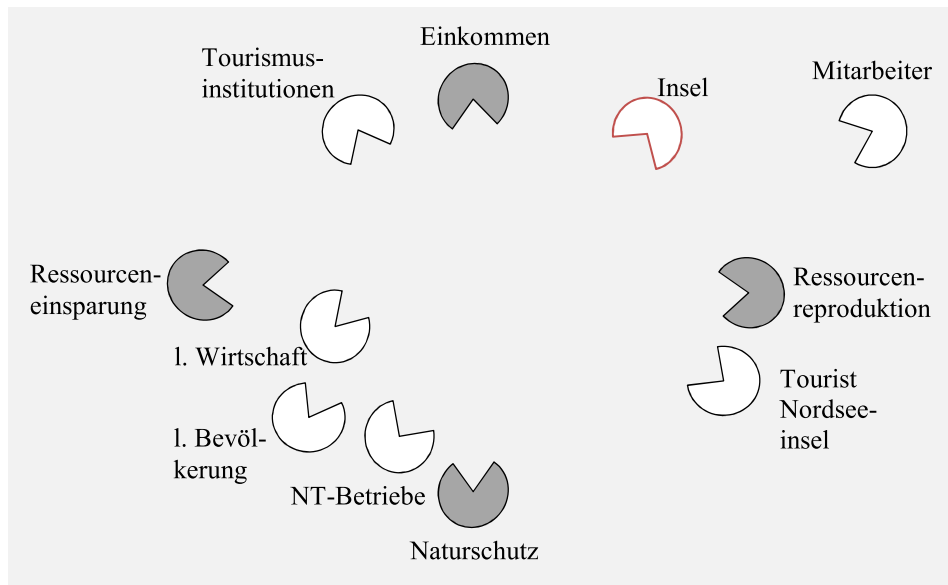 Einkommen
Tourismus-
institutionen
Insel
Mitarbeiter
Ressourcen-
einsparung
Ressourcen-
reproduktion
l. Wirtschaft
Tourist
Nordsee-
insel
l. Bevöl-
kerung
NT-Betriebe
Naturschutz